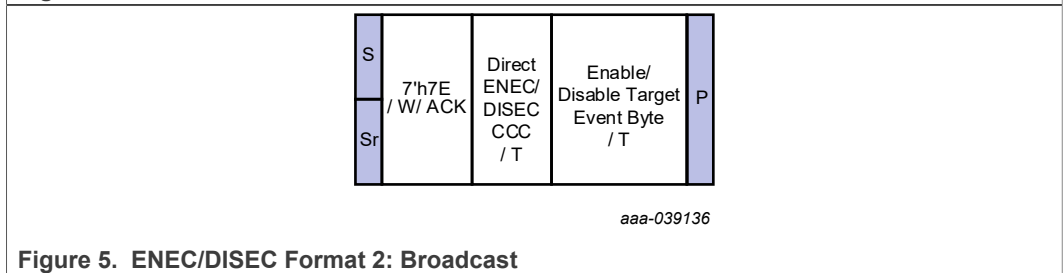 S
Sr
7'h7E
/ W/ ACK
Direct
ENEC/
DISEC
CCC
/ T
Enable/
Disable Target
Event Byte
/ T
P
aaa-039136
Figure 5. ENEC/DISEC Format 2: Broadcast